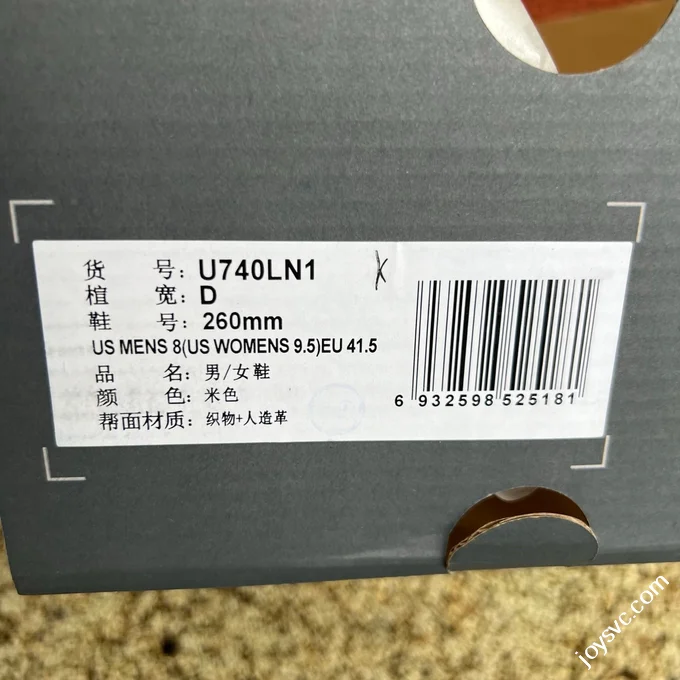 货 号: U740LN1
楦 宽: D
鞋 号: 260mm
US MENS 8(US WOMENS 9.5)EU 41.5
品 名: 男/女鞋
颜 色: 米色
帮面材质: 织物+人造革
6 932598 525181
joysvc.com